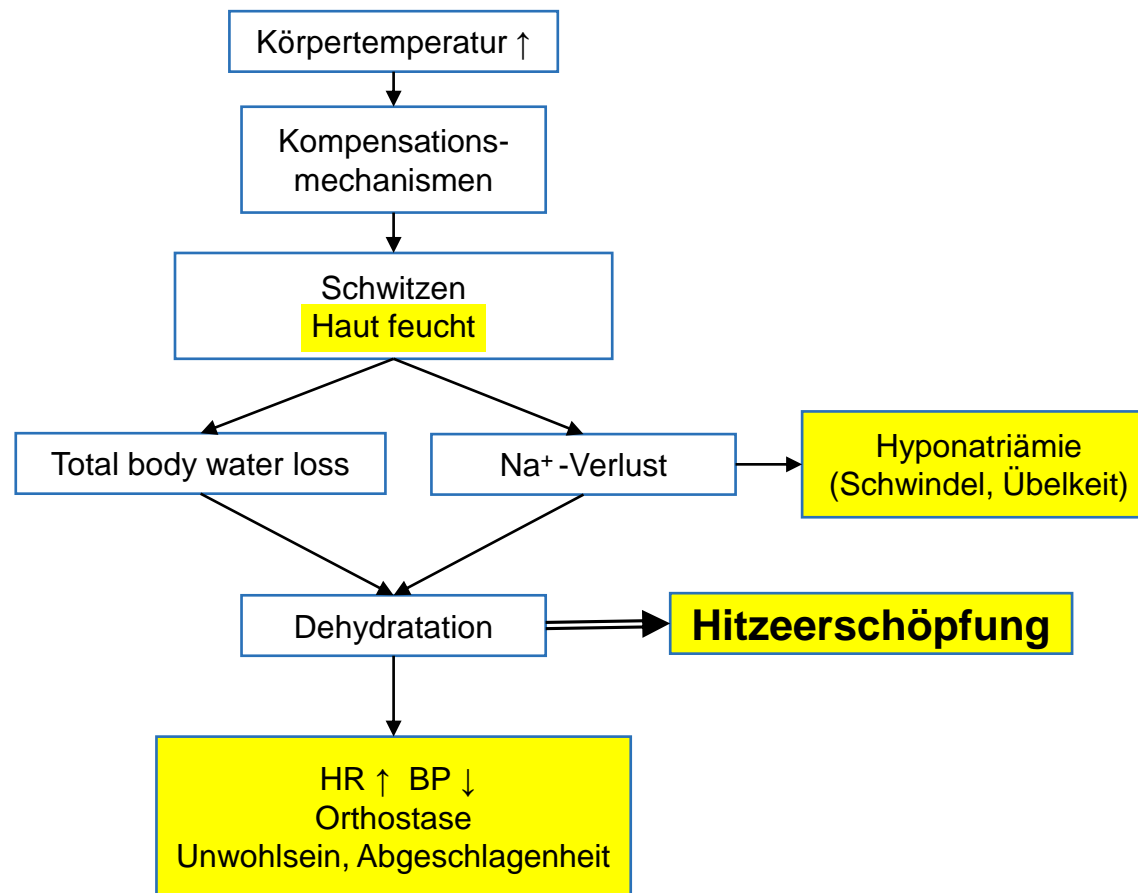 Körpertemperatur ↑
Kompensations-
mechanismen
Schwitzen
Haut feucht
Total body water loss
Na⁺ -Verlust
Hyponatriämie
(Schwindel, Übelkeit)
Dehydratation
Hitzeerschöpfung
HR ↑ BP ↓
Orthostase
Unwohlsein, Abgeschlagenheit